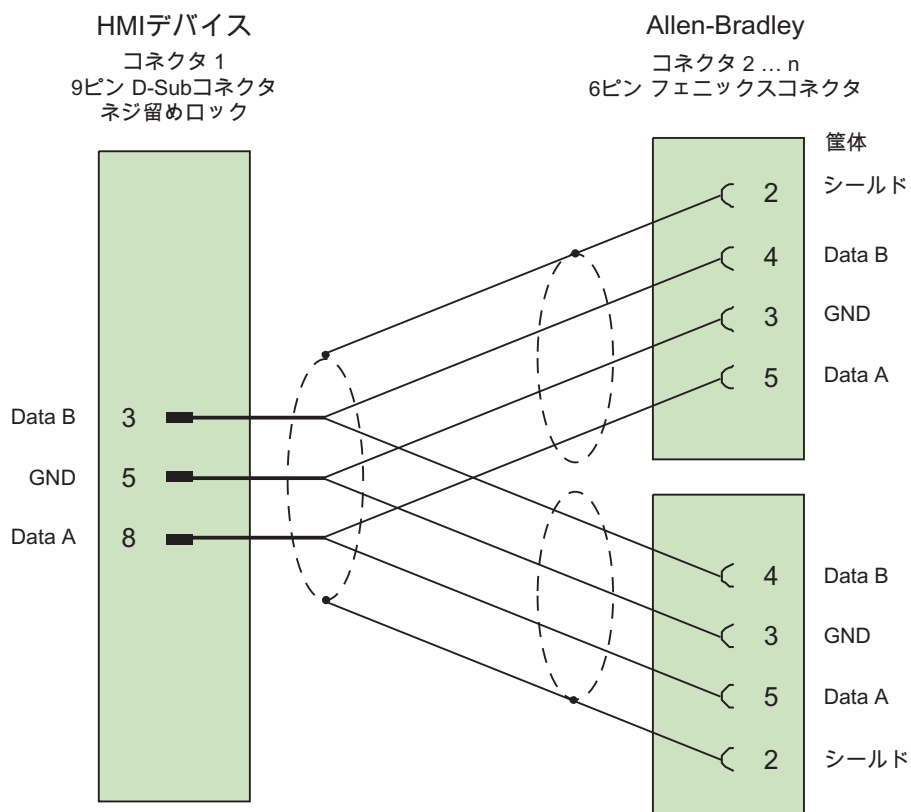 HMIデバイス
コネクタ 1
9ピン D-Subコネクタ
ネジ留めロック
Allen-Bradley
コネクタ 2 ... n
6ピン フェニックスコネクタ
筐体
2 シールド
4 Data B
3 GND
5 Data A
Data B 3
GND 5
Data A 8
4 Data B
3 GND
5 Data A
2 シールド